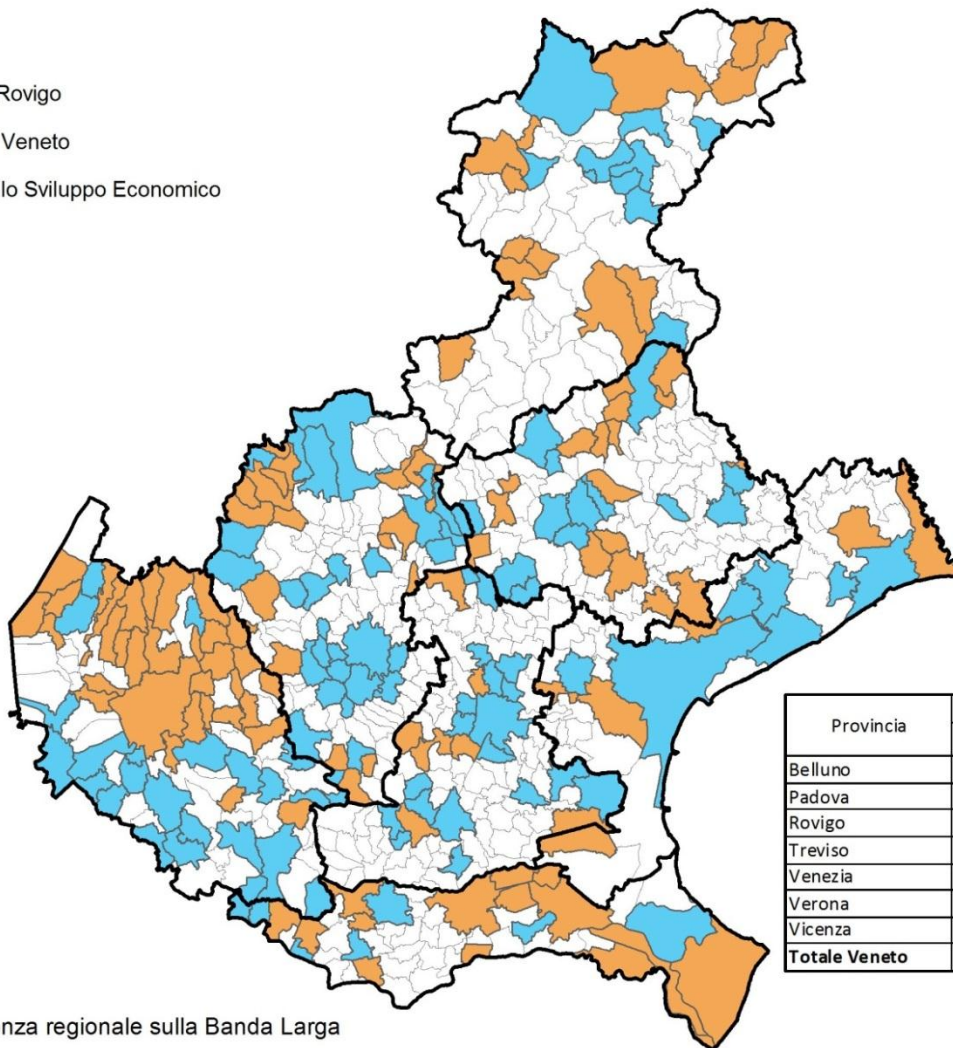 Rovigo
Veneto
lo Sviluppo Economico
Provincia
Belluno
Padova
Rovigo
Treviso
Venezia
Verona
Vicenza
Totale Veneto
nza regionale sulla Banda Larga